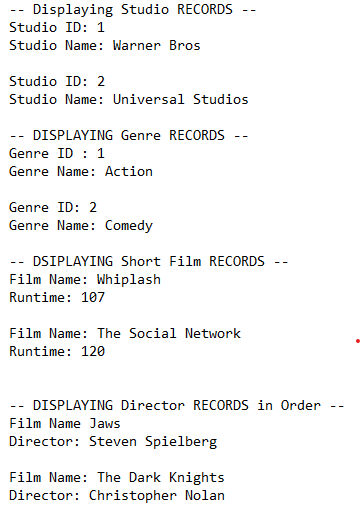 -- Displaying Studio RECORDS --
Studio ID: 1
Studio Name: Warner Bros
Studio ID: 2
Studio Name: Universal Studios
-- DISPLAYING Genre RECORDS --
Genre ID : 1
Genre Name: Action
Genre ID: 2
Genre Name: Comedy
-- DSIPLAYING Short Film RECORDS --
Film Name: Whiplash
Runtime: 107
Film Name: The Social Network
Runtime: 120
-- DISPLAYING Director RECORDS in Order --
Film Name Jaws
Director: Steven Spielberg
Film Name: The Dark Knights
Director: Christopher Nolan